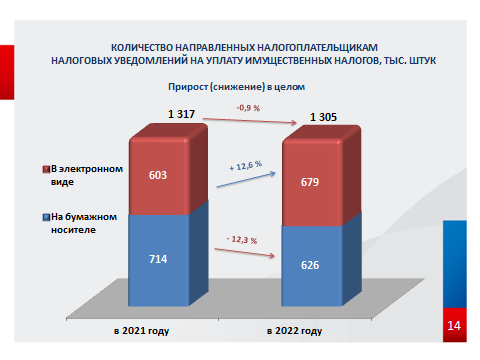 КОЛИЧЕСТВО НАПРАВЛЕННЫХ НАЛОГОПЛАТЕЛЬЩИКАМ
НАЛОГОВЫХ УВЕДОМЛЕНИЙ НА УПЛАТУ ИМУЩЕСТВЕННЫХ НАЛОГОВ, ТЫС. ШТУК
Прирост (снижение) в целом
1 317
-0,9 %
1 305
В электронном
виде
603
+ 12,6 %
679
На бумажном
носителе
714
- 12,3 %
626
в 2021 году
в 2022 году
14